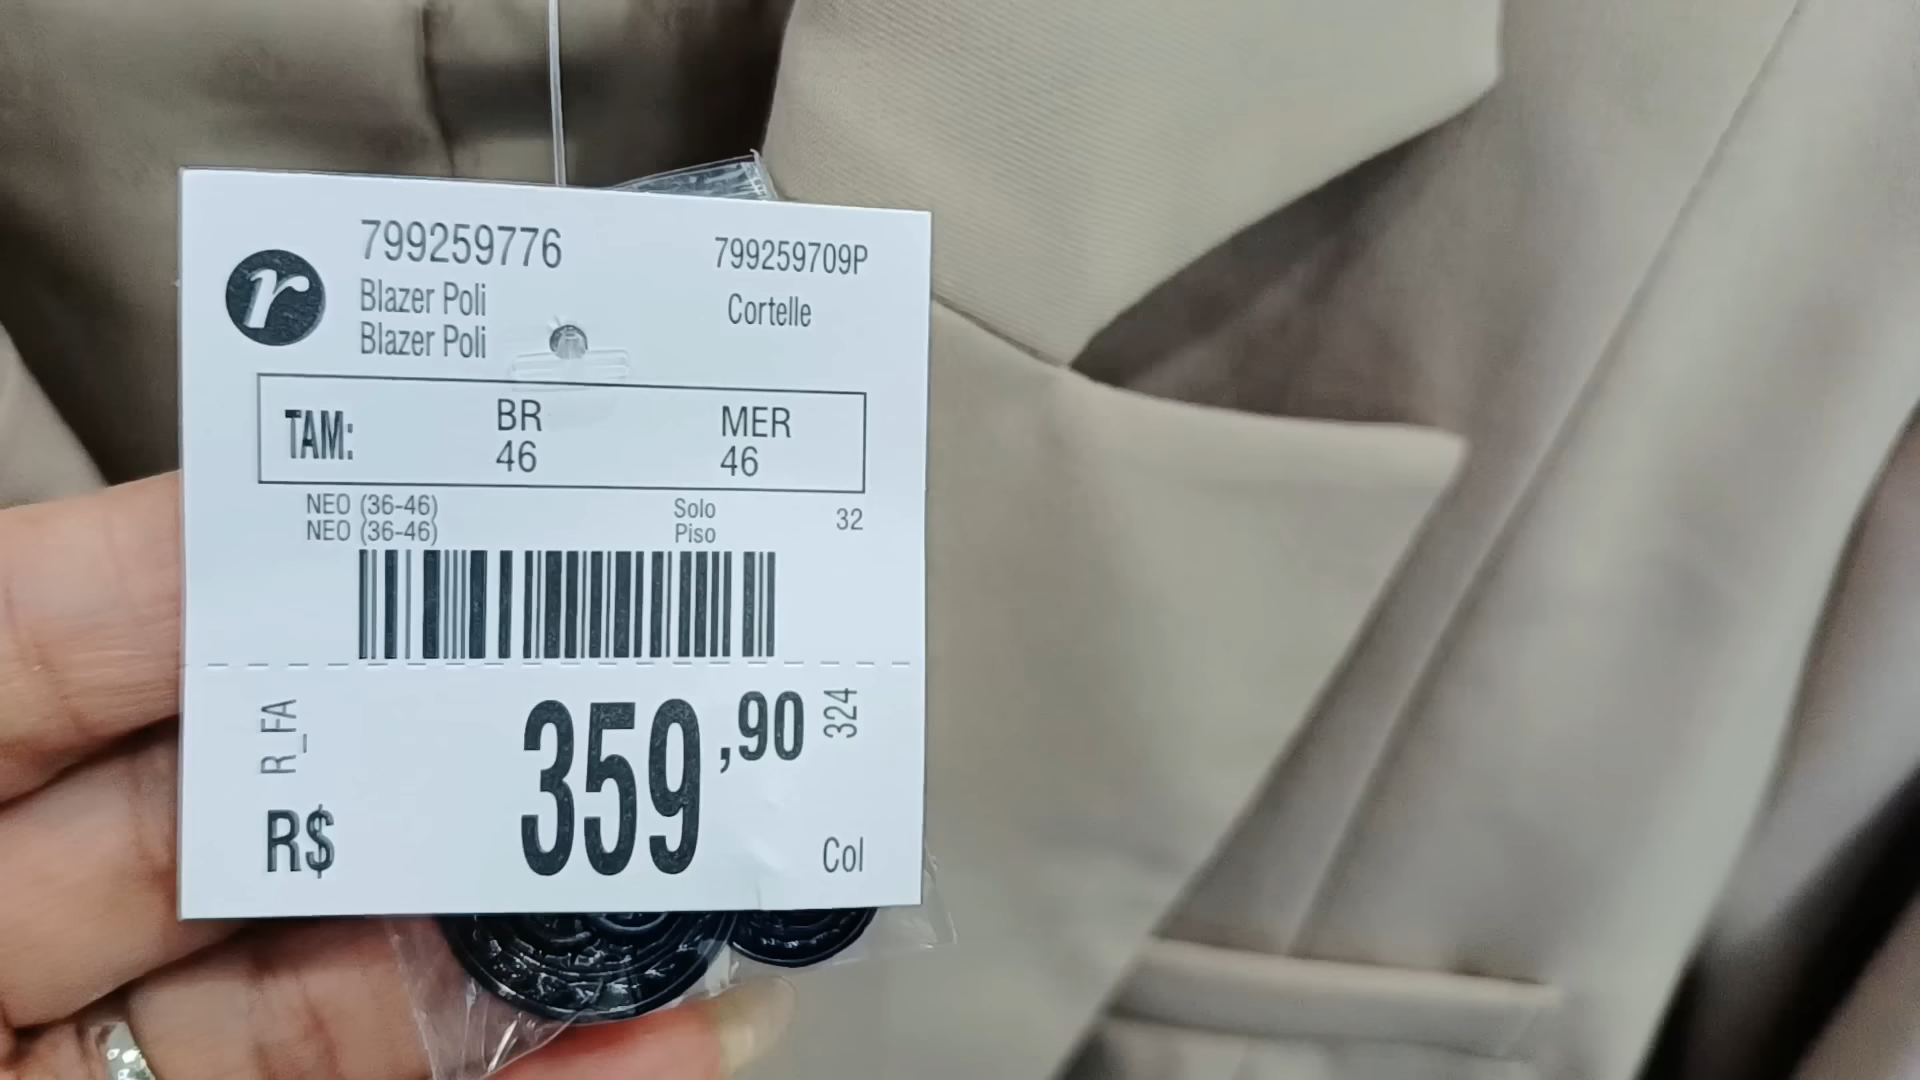 r
799259776
799259709P
Blazer Poli
Cortelle
Blazer Poli
TAM:
BR
MER
46
46
NEO (36-46)
Solo
NEO (36-46)
Piso
32
R_FA
R$
359,90
324
Col